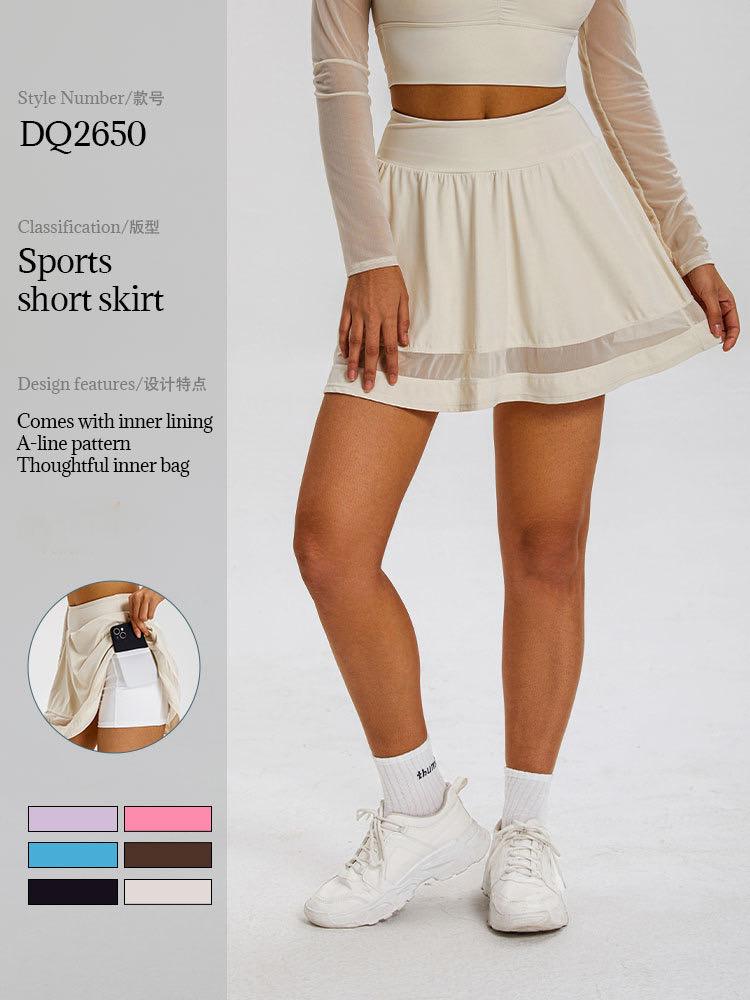 Style Number/款号
DQ2650
Classification/版型
Sports
short skirt
Design features/设计特点
Comes with inner lining
A-line pattern
Thoughtful inner bag